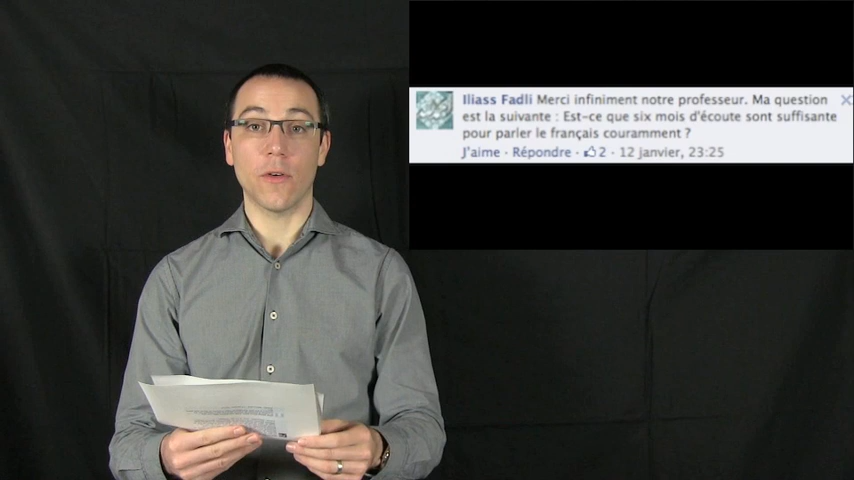 Iliass Fadli Merci infiniment notre professeur. Ma question
est la suivante : Est-ce que six mois d'écoute sont suffisante
pour parler le français couramment ?
J'aime · Répondre · 2 · 12 janvier, 23:25